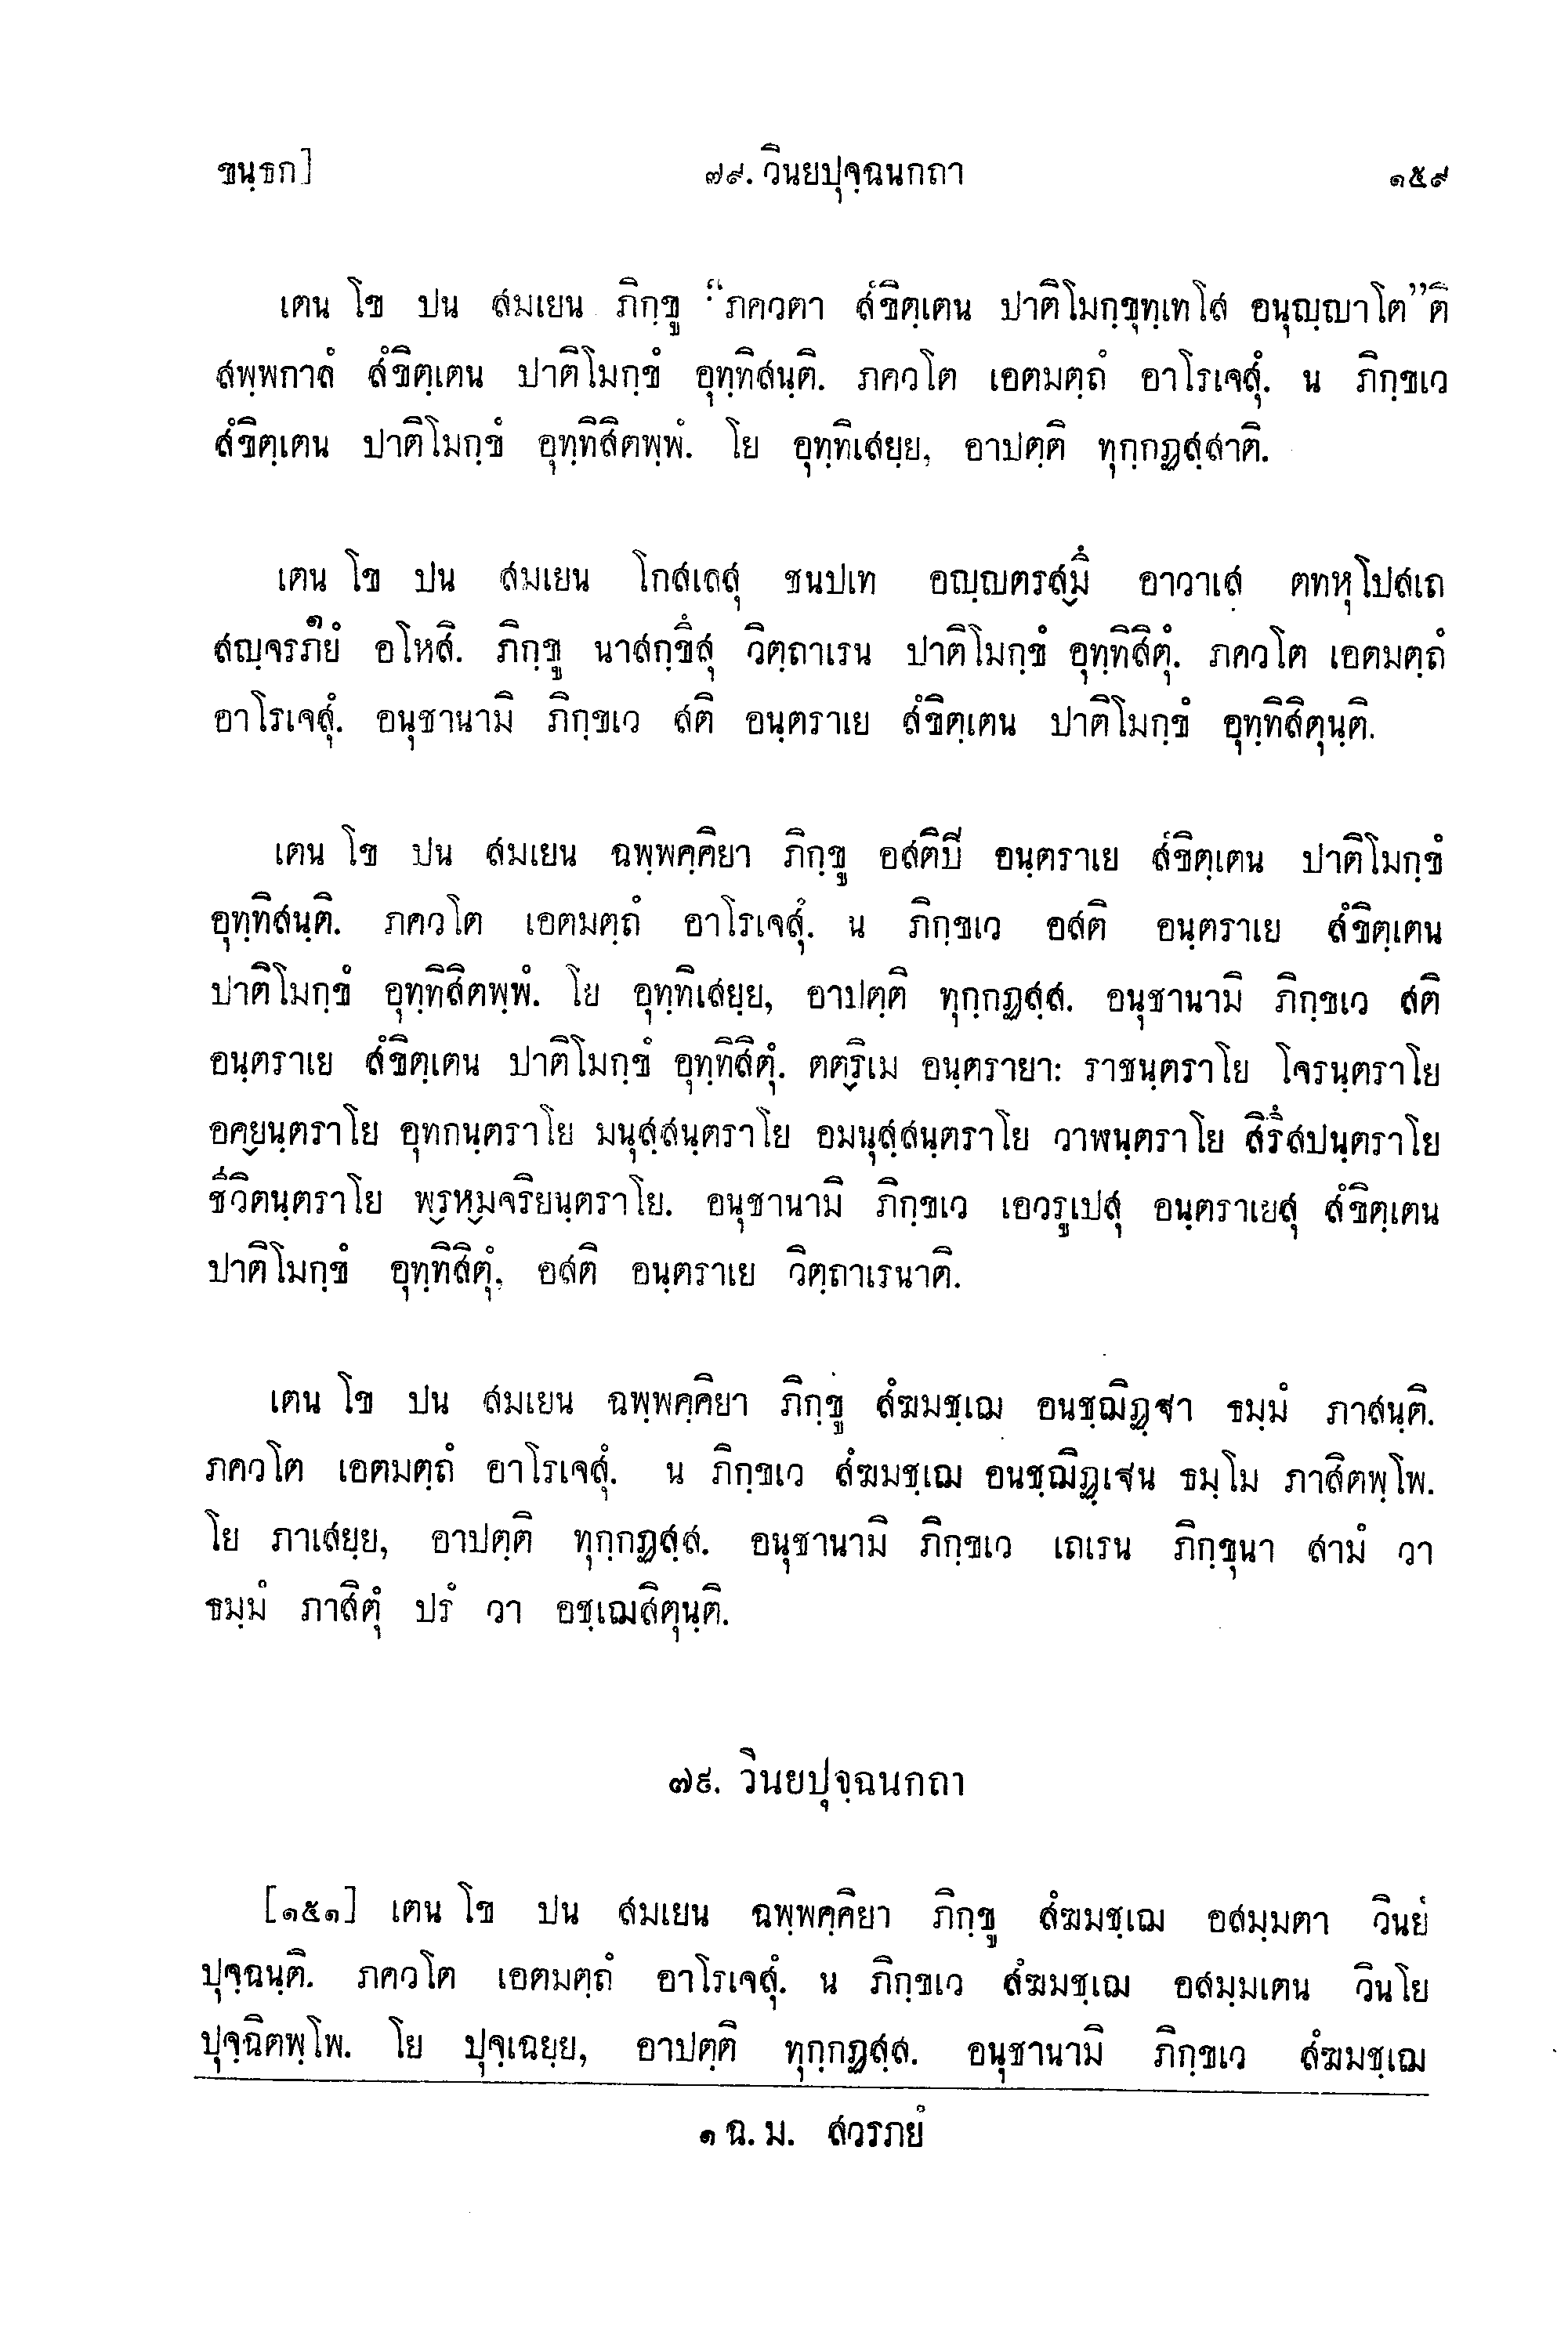 ขนฺธก] ๗๙. วินยปุจฺฉนกถา ๑๕๙
เตน โข ปน สมเยน ภิกฺขู “ภควตา สํขิตฺเตน ปาติโมกฺขุทฺเทโส อนุญฺญาโต”ติ
สพฺพกาลํ สํขิตฺเตน ปาติโมกฺขํ อุทฺทิสนฺติ. ภควโต เอตมตฺถํ อาโรเจสุํ. น ภิกฺขเว
สํขิตฺเตน ปาติโมกฺขํ อุทฺทิสิตพฺพํ. โย อุทฺทิเสยฺย, อาปตฺติ ทุกฺกฏสฺสาติ.
เตน โข ปน สมเยน โกสเลสุ ชนปเท อญฺญตรสฺมึ อาวาเส ตทหุโปสเถ
สญฺจรภยํ๑ อโหสิ. ภิกฺขู นาสกฺขึสุ วิตฺถาเรน ปาติโมกฺขํ อุทฺทิสิตุํ. ภควโต เอตมตฺถํ
อาโรเจสุํ. อนุชานามิ ภิกฺขเว สติ อนฺตราเย สํขิตฺเตน ปาติโมกฺขํ อุทฺทิสิตุนฺติ.
เตน โข ปน สมเยน ฉพฺพคฺคิยา ภิกฺขู อสติปิ อนฺตราเย สํขิตฺเตน ปาติโมกฺขํ
อุทฺทิสนฺติ. ภควโต เอตมตฺถํ อาโรเจสุํ. น ภิกฺขเว อสติ อนฺตราเย สํขิตฺเตน
ปาติโมกฺขํ อุทฺทิสิตพฺพํ. โย อุทฺทิเสยฺย, อาปตฺติ ทุกฺกฏสฺส. อนุชานามิ ภิกฺขเว สติ
อนฺตราเย สํขิตฺเตน ปาติโมกฺขํ อุทฺทิสิตุํ. ตตฺริเม อนฺตรายา: ราชนฺตราโย โจรนฺตราโย
อคฺยนฺตราโย อุทกนฺตราโย มนุสฺสนฺตราโย อมนุสฺสนฺตราโย วาฬนฺตราโย สิรึสปนฺตราโย
ชีวิตนฺตราโย พฺรหฺมจริยนฺตราโย. อนุชานามิ ภิกฺขเว เอวรูเปสุ อนฺตราเยสุ สํขิตฺเตน
ปาติโมกฺขํ อุทฺทิสิตุํ, อสติ อนฺตราเย วิตฺถาเรนาติ.
เตน โข ปน สมเยน ฉพฺพคฺคิยา ภิกฺขู สํฆมชฺเฌ อนชฺฌิฏฺฐา ธมฺมํ ภาสนฺติ.
ภควโต เอตมตฺถํ อาโรเจสุํ. น ภิกฺขเว สํฆมชฺเฌ อนชฺฌิฏฺเฐน ธมฺโม ภาสิตพฺโพ.
โย ภาเสยฺย, อาปตฺติ ทุกฺกฏสฺส. อนุชานามิ ภิกฺขเว เถเรน ภิกฺขุนา สามํ วา
ธมฺมํ ภาสิตุํ ปรํ วา อชฺเฌสิตุนฺติ.
๗๙. วินยปุจฺฉนกถา
[๑๕๑] เตน โข ปน สมเยน ฉพฺพคฺคิยา ภิกฺขู สํฆมชฺเฌ อสมฺมตา วินยํ
ปุจฺฉนฺติ. ภควโต เอตมตฺถํ อาโรเจสุํ. น ภิกฺขเว สํฆมชฺเฌ อสมฺมเตน วินโย
ปุจฺฉิตพฺโพ. โย ปุจฺเฉยฺย, อาปตฺติ ทุกฺกฏสฺส. อนุชานามิ ภิกฺขเว สํฆมชฺเฌ
๑ ฉ. ม. สวรภยํ